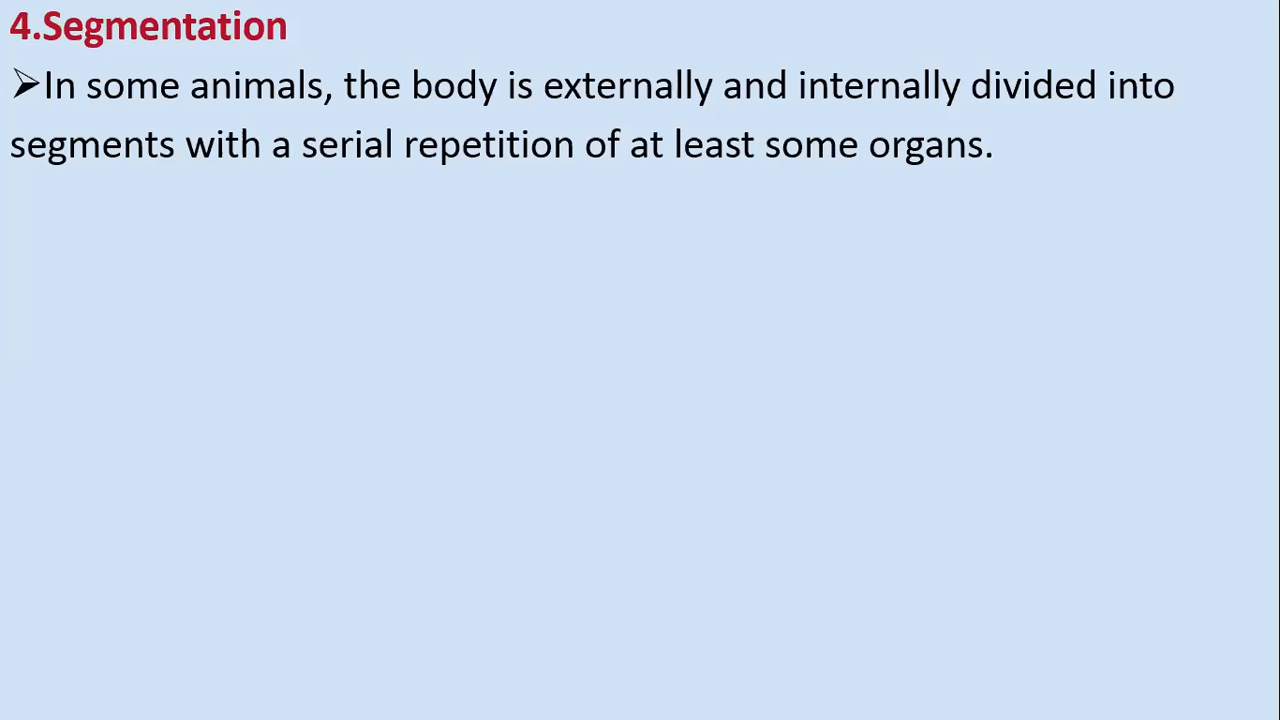 4.Segmentation
➢In some animals, the body is externally and internally divided into
segments with a serial repetition of at least some organs.